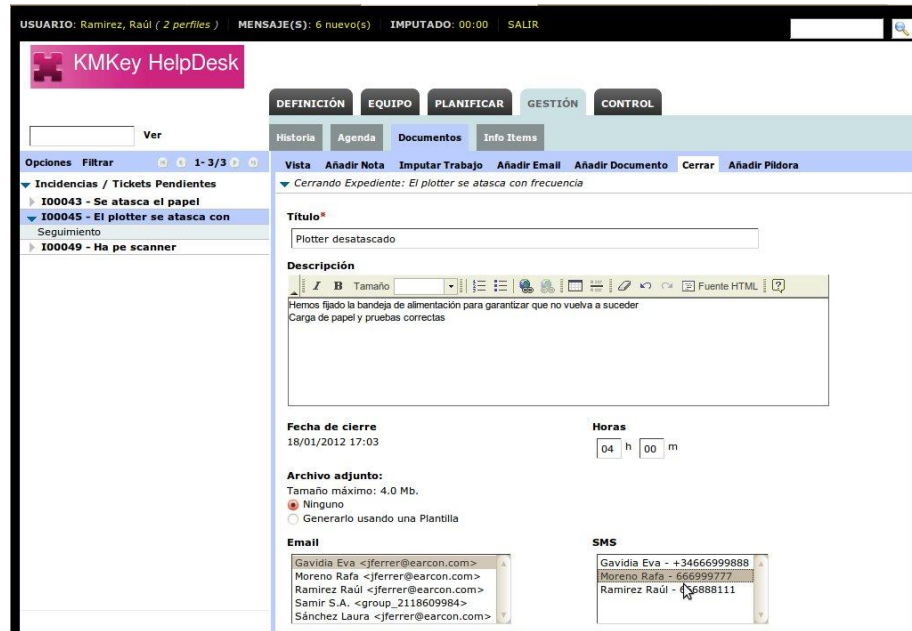 USUARIO: Ramirez, Raúl ( 2 perfiles ) MENSAJE(S): 6 nuevo(s) IMPUTADO: 00:00 SALIR
KMKey HelpDesk
DEFINICIÓN EQUIPO PLANIFICAR GESTIÓN CONTROL
Ver
Historia Agenda Documentos Info Items
Opciones Filtrar 1- 3/3
Vista Añadir Nota Imputar Trabajo Añadir Email Añadir Documento Cerrar Añadir Píldora
Incidencias / Tickets Pendientes
I00043 - Se atasca el papel
I00045 - El plotter se atasca con
Seguimiento
I00049 - Ha pe scanner
Cerrando Expediente: El plotter se atasca con frecuencia
Título*
Plotter desatascado
Descripción
I B Tamaño Fuente HTML
Hemos fijado la bandeja de alimentación para garantizar que no vuelva a suceder
Carga de papel y pruebas correctas
Fecha de cierre
18/01/2012 17:03
Horas
04 h 00 m
Archivo adjunto:
Tamaño máximo: 4.0 Mb.
Ninguno
Generarlo usando una Plantilla
Email
Gavidia Eva <jferrer@earcon.com>
Moreno Rafa <jferrer@earcon.com>
Ramirez Raúl <jferrer@earcon.com>
Samir S.A. <group_2118609984>
Sánchez Laura <jferrer@earcon.com>
SMS
Gavidia Eva - +34666999888
Moreno Rafa - 666999777
Ramirez Raúl - 666888111